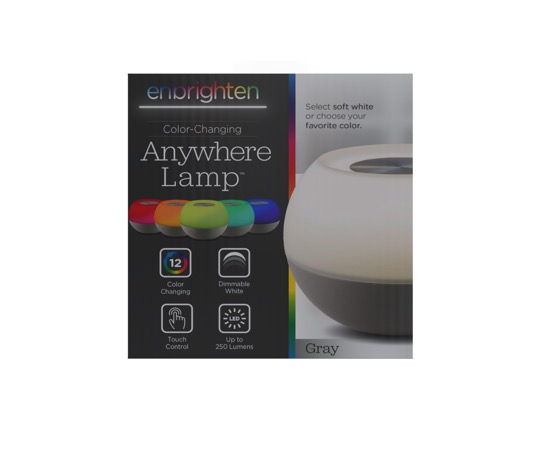 enbrighten
Color-Changing
Anywhere
Lamp™
12
Color
Changing
Dimmable
White
Touch
Control
LED
Up to
250 Lumens
Select soft white
or choose your
favorite color.
Gray